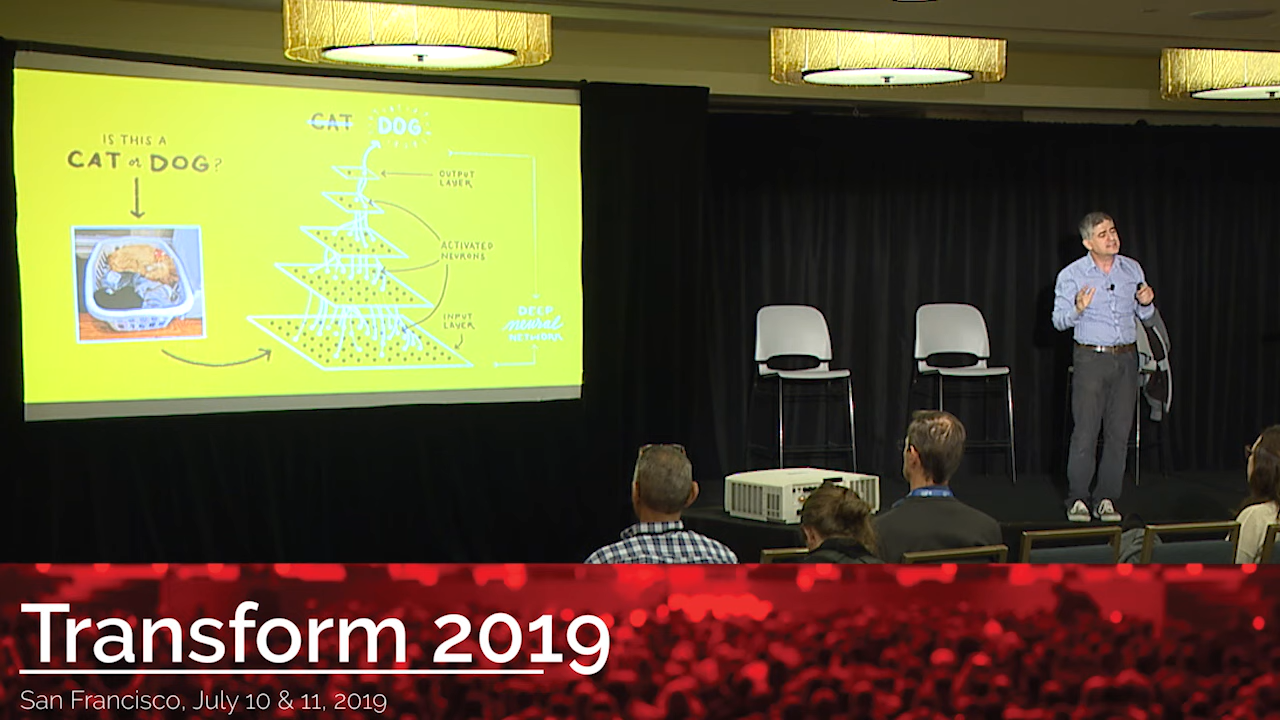 IS THIS A
CAT or DOG?
CAT DOG
OUTPUT
LAYER
ACTIVATED
NEURONS
INPUT
LAYER
DEEP
neural
NETWORK
Transform 2019
San Francisco, July 10 & 11, 2019